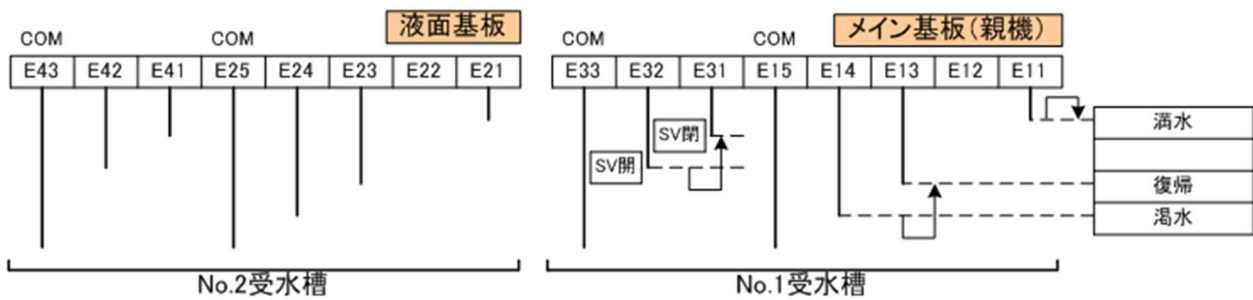 液面基板
メイン基板(親機)
COM COM COM COM
E43 E42 E41 E25 E24 E23 E22 E21 E33 E32 E31 E15 E14 E13 E12 E11
満水
SV閉
SV開
復帰
渇水
No.2受水槽
No.1受水槽